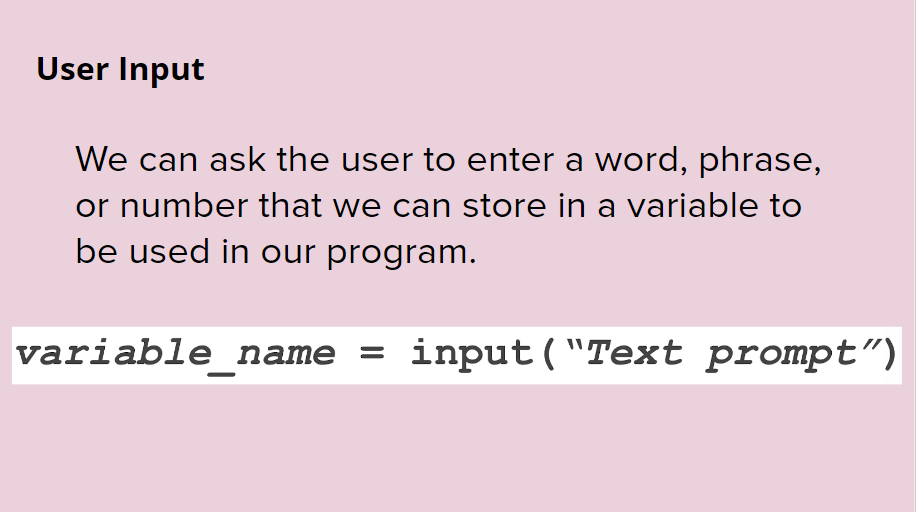 User Input
We can ask the user to enter a word, phrase,
or number that we can store in a variable to
be used in our program.
variable_name = input(“Text prompt”)